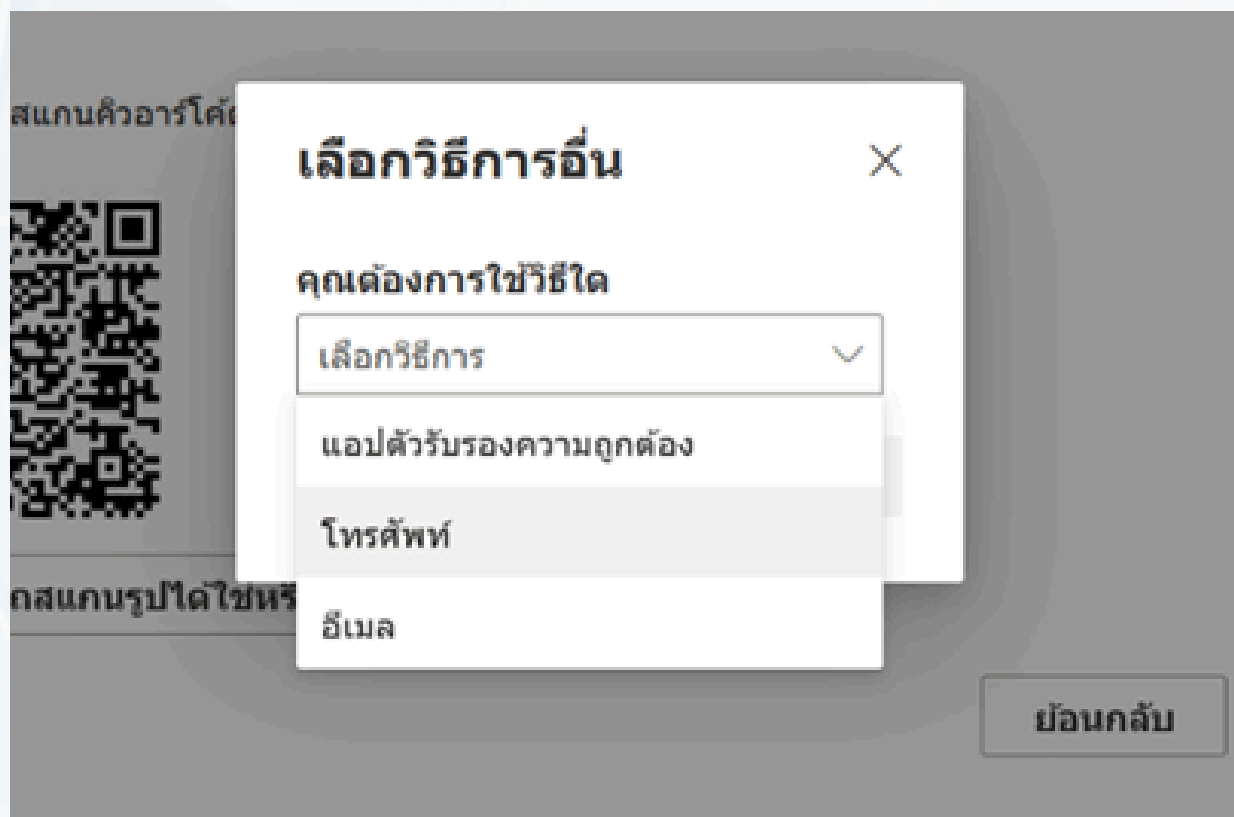 สแกนคิวอาร์โค้ด
เลือกวิธีการอื่น
คุณต้องการใช้วิธีใด
เลือกวิธีการ
แอปตัวรับรองความถูกต้อง
โทรศัพท์
อีเมล
ถสแกนรูปได้ใช่หรื
ย้อนกลับ